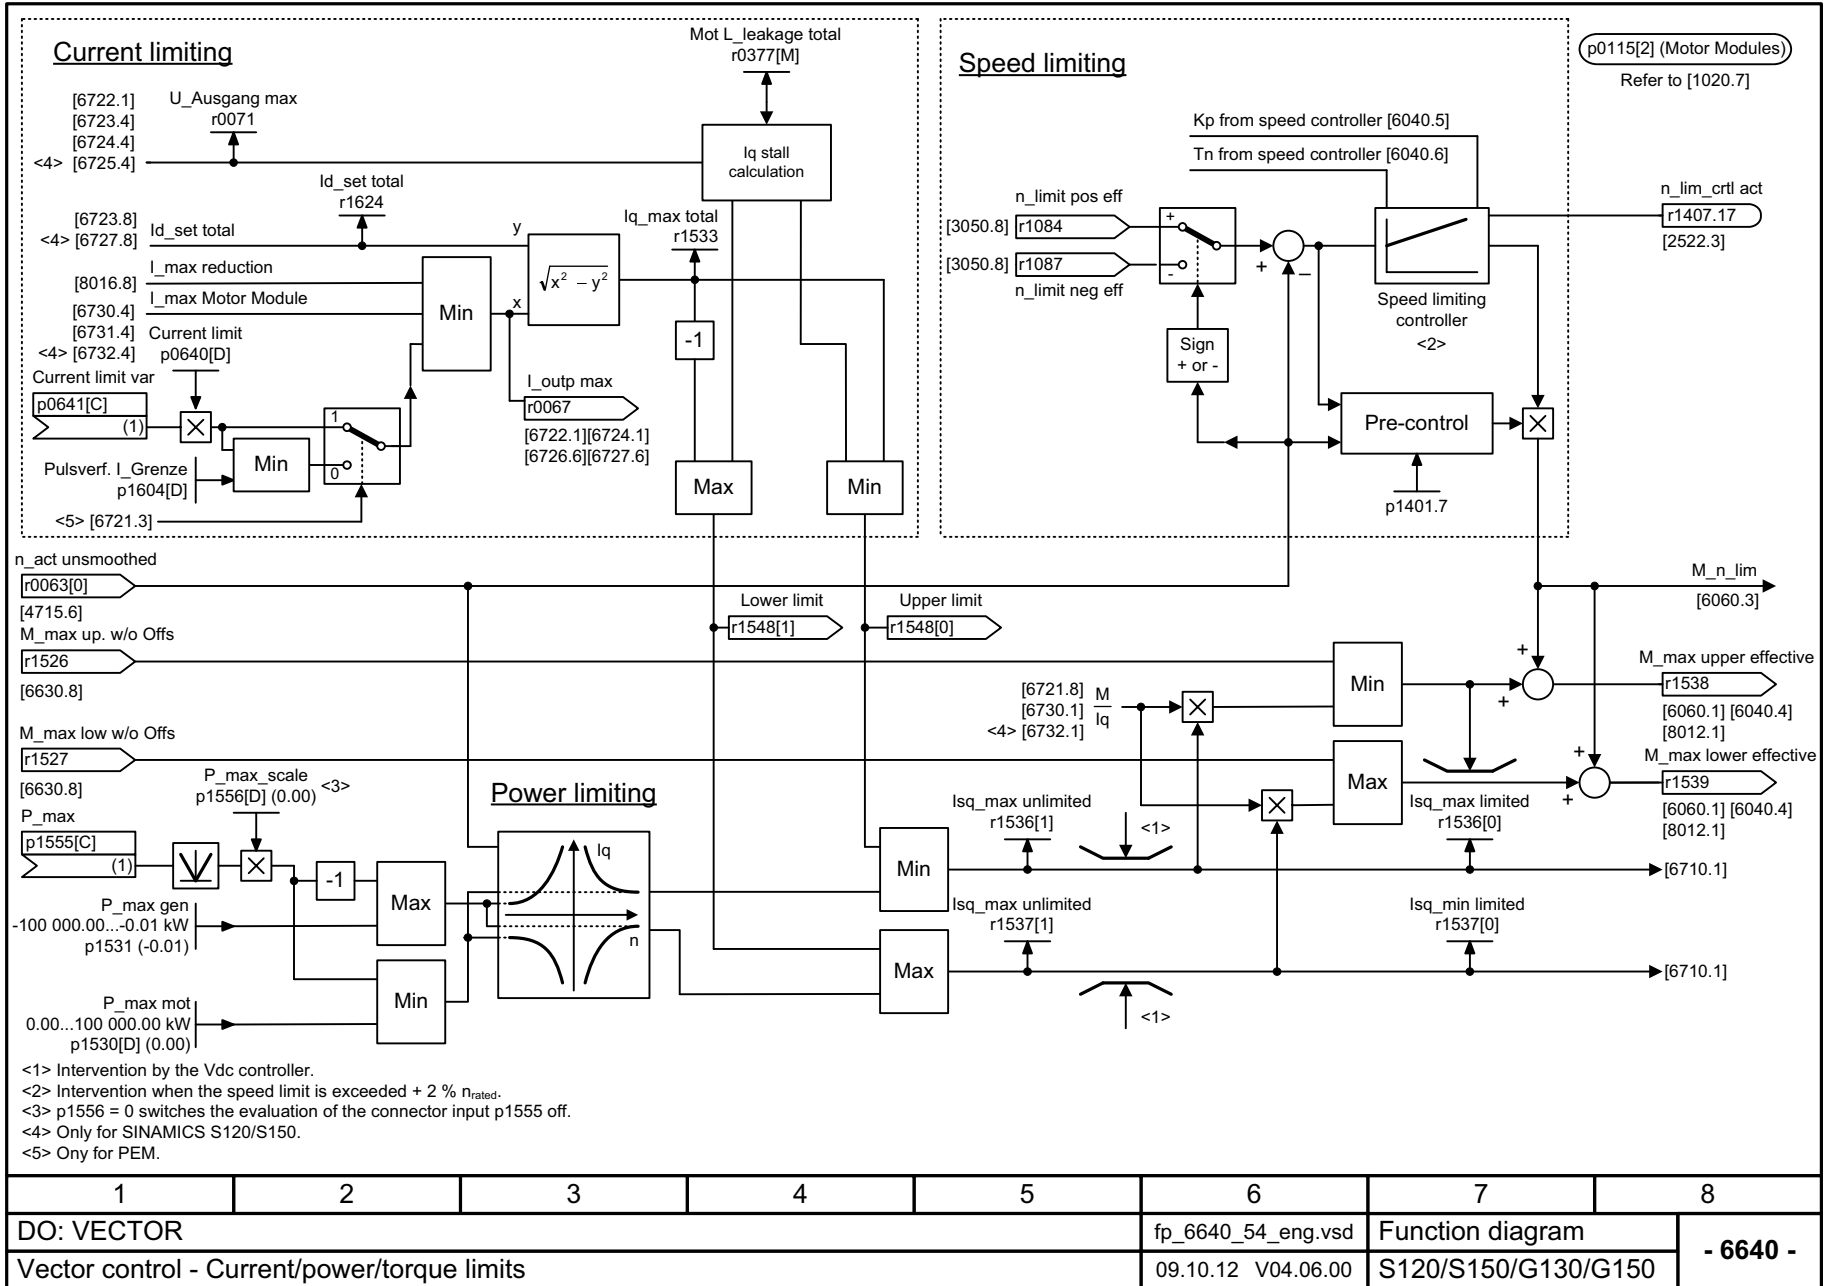 Current limiting
Mot L_leakage total
r0377[M]
[6722.1]
[6723.4]
[6724.4]
<4> [6725.4]
U_Ausgang max
r0071
Iq stall
calculation
Id_set total
r1624
[6723.8]
<4> [6727.8]
Id_set total
Iq_max total
r1533
y
x
√x² – y²
I_max reduction
[8016.8]
I_max Motor Module
[6730.4]
[6731.4]
<4> [6732.4]
Min
Current limit
p0640[D]
Current limit var
p0641[C]
(1)
1
0
Min
Pulsverf. I_Grenze
p1604[D]
<5> [6721.3]
I_outp max
r0067
[6722.1][6724.1]
[6726.6][6727.6]
-1
Max
Min
Speed limiting
p0115[2] (Motor Modules)
Refer to [1020.7]
Kp from speed controller [6040.5]
Tn from speed controller [6040.6]
n_limit pos eff
[3050.8] r1084
[3050.8] r1087
n_limit neg eff
+
-
+
–
Sign
+ or -
Speed limiting
controller
<2>
n_lim_crtl act
r1407.17
[2522.3]
Pre-control
p1401.7
n_act unsmoothed
r0063[0]
[4715.6]
M_max up. w/o Offs
r1526
[6630.8]
Lower limit
r1548[1]
Upper limit
r1548[0]
M_n_lim
[6060.3]
[6721.8]
[6730.1]
<4> [6732.1]
M
Iq
Min
+
+
M_max upper effective
r1538
[6060.1] [6040.4]
[8012.1]
M_max low w/o Offs
r1527
[6630.8]
Max
+
+
M_max lower effective
r1539
[6060.1] [6040.4]
[8012.1]
P_max_scale
p1556[D] (0.00) <3>
P_max
p1555[C]
(1)
-1
Max
P_max gen
-100 000.00...-0.01 kW
p1531 (-0.01)
Min
P_max mot
0.00...100 000.00 kW
p1530[D] (0.00)
Power limiting
Iq
n
Min
Isq_max unlimited
r1536[1]
<1>
Isq_max limited
r1536[0]
[6710.1]
Max
Isq_max unlimited
r1537[1]
<1>
Isq_min limited
r1537[0]
[6710.1]
<1> Intervention by the Vdc controller.
<2> Intervention when the speed limit is exceeded + 2 % nrated.
<3> p1556 = 0 switches the evaluation of the connector input p1555 off.
<4> Only for SINAMICS S120/S150.
<5> Ony for PEM.
1 2 3 4 5 6 7 8
DO: VECTOR
fp_6640_54_eng.vsd
Function diagram
- 6640 -
Vector control - Current/power/torque limits
09.10.12 V04.06.00
S120/S150/G130/G150